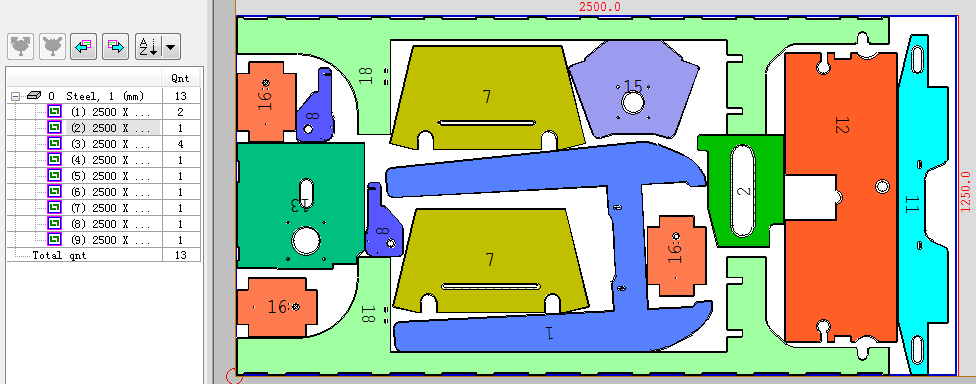 2500.0
Qnt
0 Steel, 1 (mm) 13
(1) 2500 X ... 2
(2) 2500 X ... 1
(3) 2500 X ... 4
(4) 2500 X ... 1
(5) 2500 X ... 1
(6) 2500 X ... 1
(7) 2500 X ... 1
(8) 2500 X ... 1
(9) 2500 X ... 1
Total qnt 13
A
Z
16
8
18
7
15
12
13
8
2
11
1250.0
7
16
16
18
1